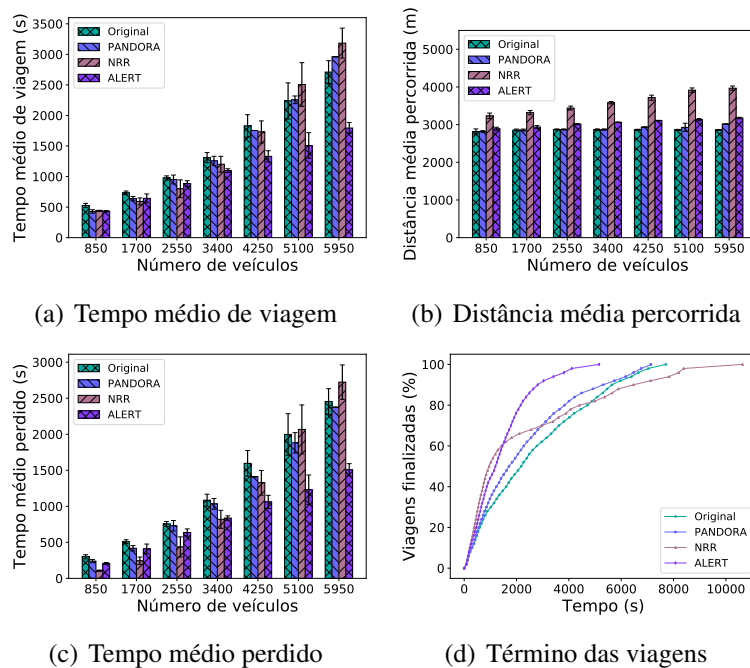 Tempo médio de viagem (s)
3500
3000
2500
2000
1500
1000
500
0
Original
PANDORA
NRR
ALERT
850 1700 2550 3400 4250 5100 5950
Número de veículos
(a) Tempo médio de viagem
Distância média percorrida (m)
5000
4000
3000
2000
1000
0
Original
PANDORA
NRR
ALERT
850 1700 2550 3400 4250 5100 5950
Número de veículos
(b) Distância média percorrida
Tempo médio perdido (s)
3000
2500
2000
1500
1000
500
0
Original
PANDORA
NRR
ALERT
850 1700 2550 3400 4250 5100 5950
Número de veículos
(c) Tempo médio perdido
Viagens finalizadas (%)
100
80
60
40
20
0
Original
PANDORA
NRR
ALERT
0 2000 4000 6000 8000 10000
Tempo (s)
(d) Término das viagens